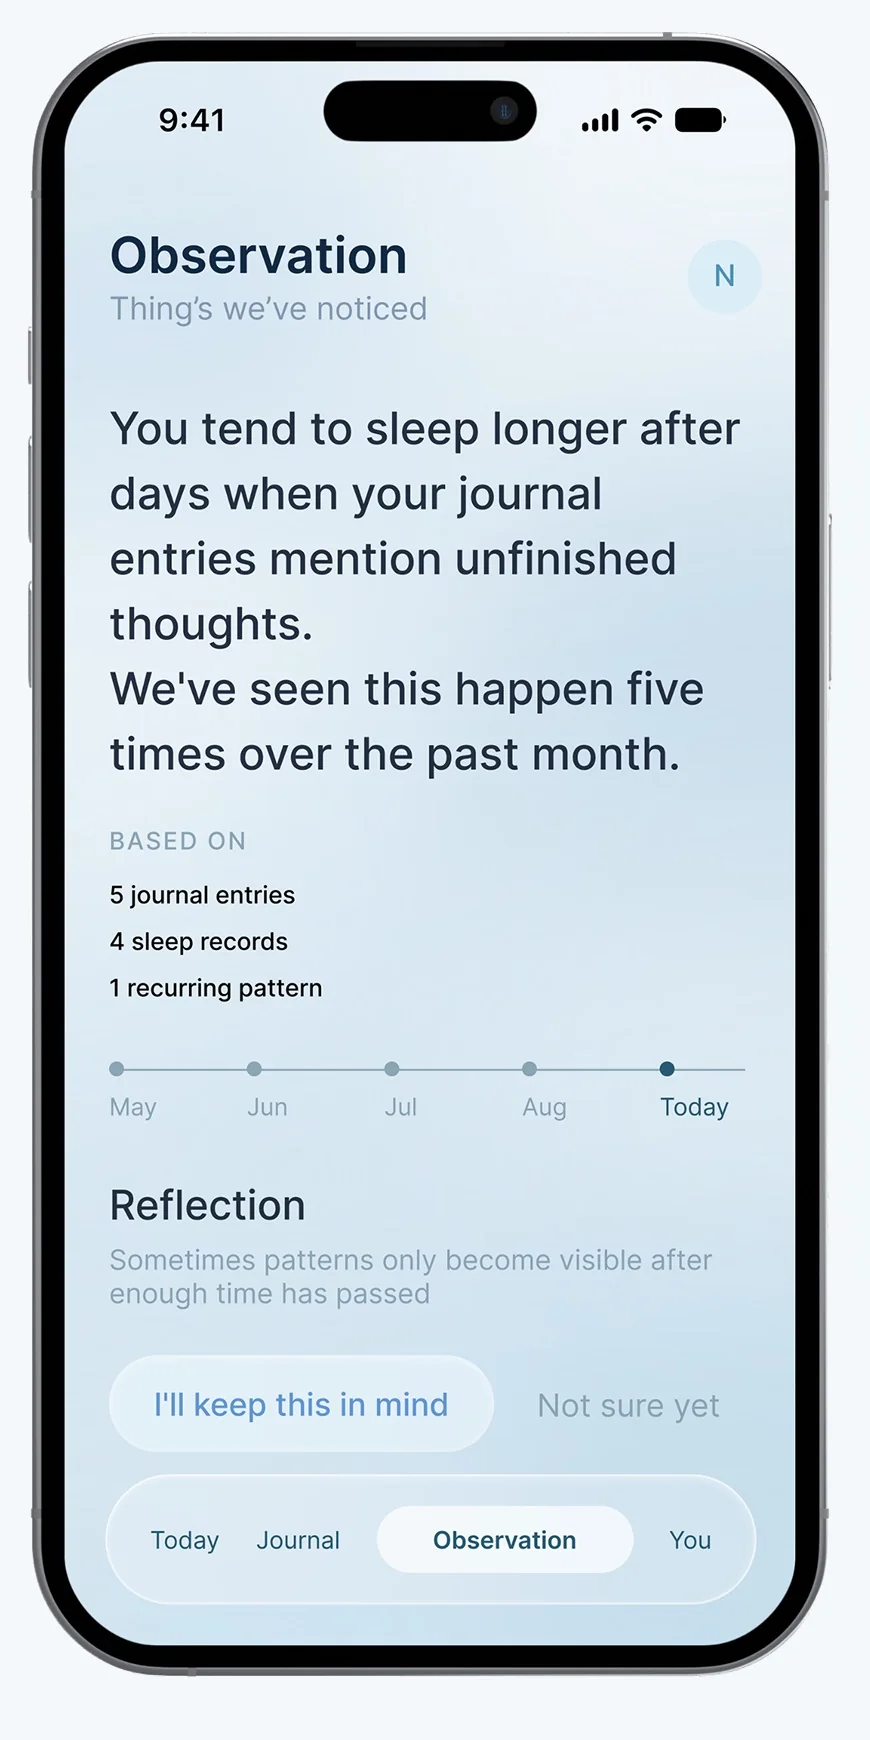 9:41
Observation
N
Thing’s we’ve noticed
You tend to sleep longer after
days when your journal
entries mention unfinished
thoughts.
We've seen this happen five
times over the past month.
BASED ON
5 journal entries
4 sleep records
1 recurring pattern
May Jun Jul Aug Today
Reflection
Sometimes patterns only become visible after
enough time has passed
I'll keep this in mind Not sure yet
Today Journal Observation You